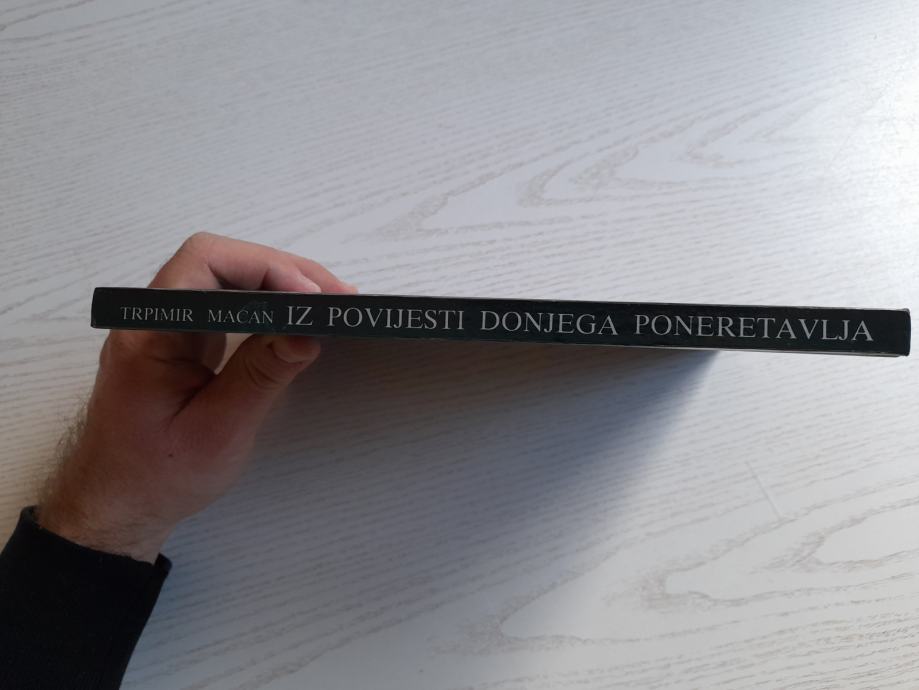 TRPIMIR MACAN IZ POVIJESTI DONJEGA PONERETAVLJA